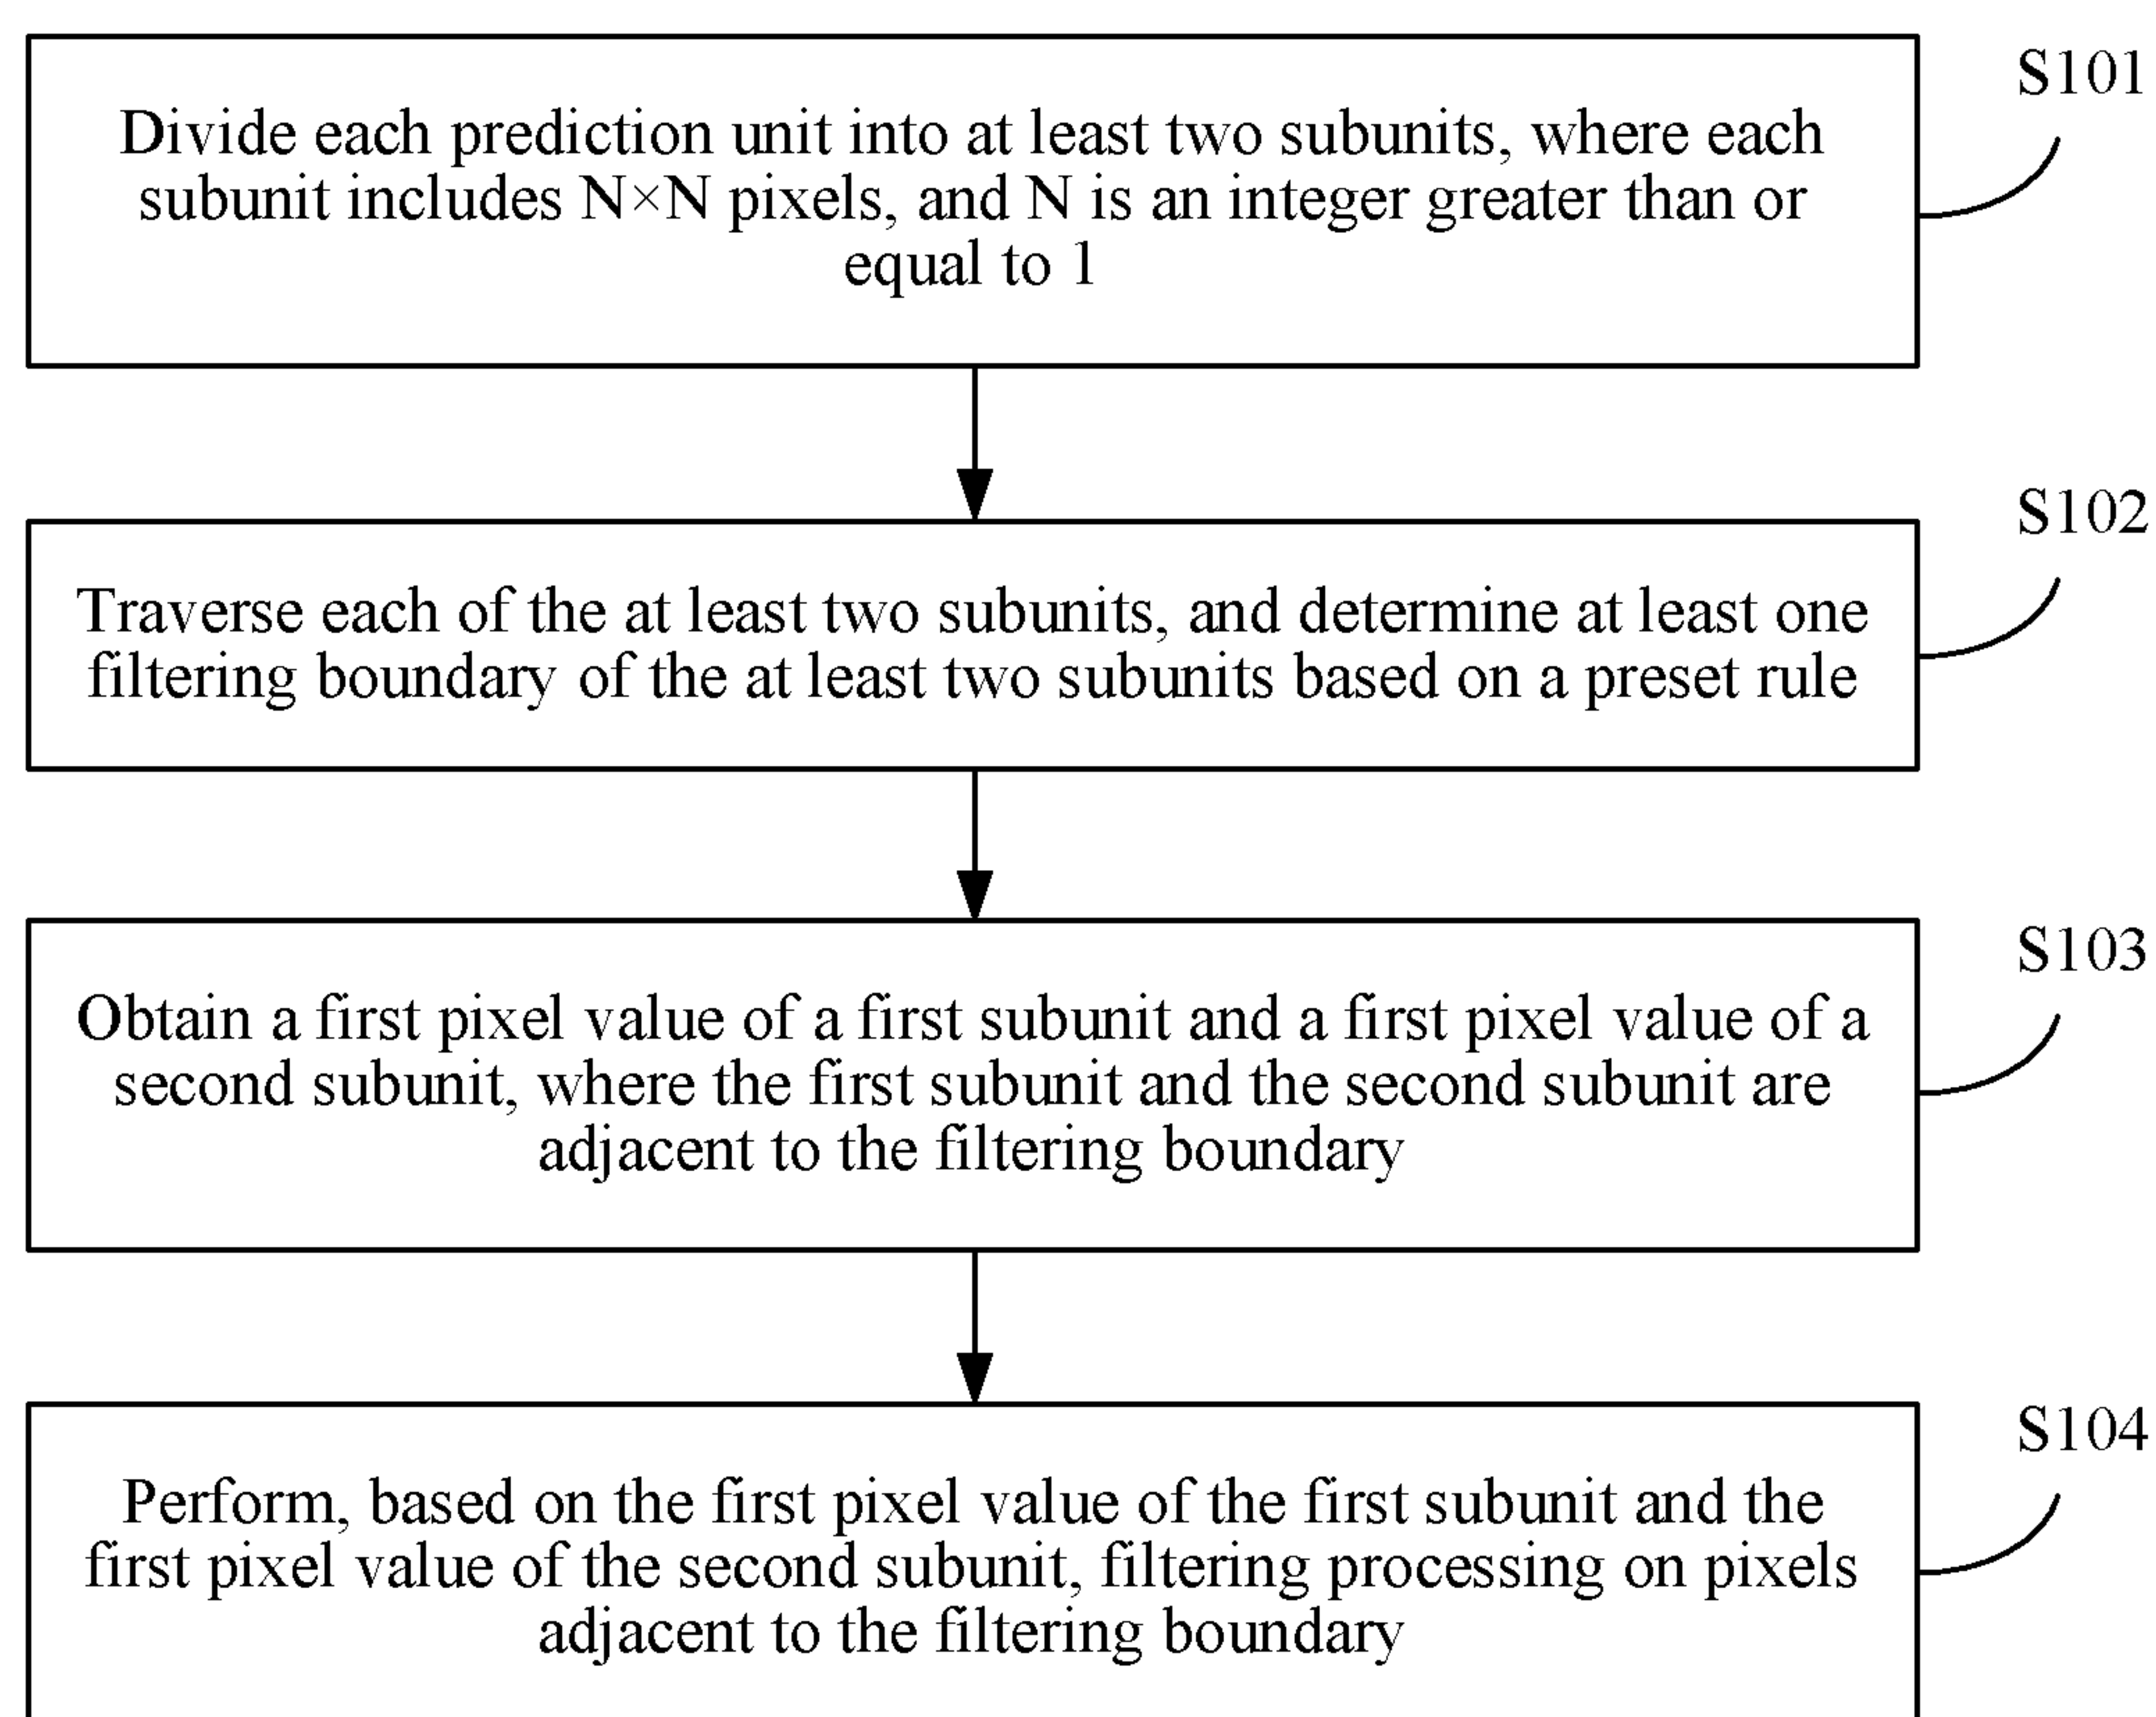 S101
Divide each prediction unit into at least two subunits, where each
subunit includes N×N pixels, and N is an integer greater than or
equal to 1
S102
Traverse each of the at least two subunits, and determine at least one
filtering boundary of the at least two subunits based on a preset rule
S103
Obtain a first pixel value of a first subunit and a first pixel value of a
second subunit, where the first subunit and the second subunit are
adjacent to the filtering boundary
S104
Perform, based on the first pixel value of the first subunit and the
first pixel value of the second subunit, filtering processing on pixels
adjacent to the filtering boundary